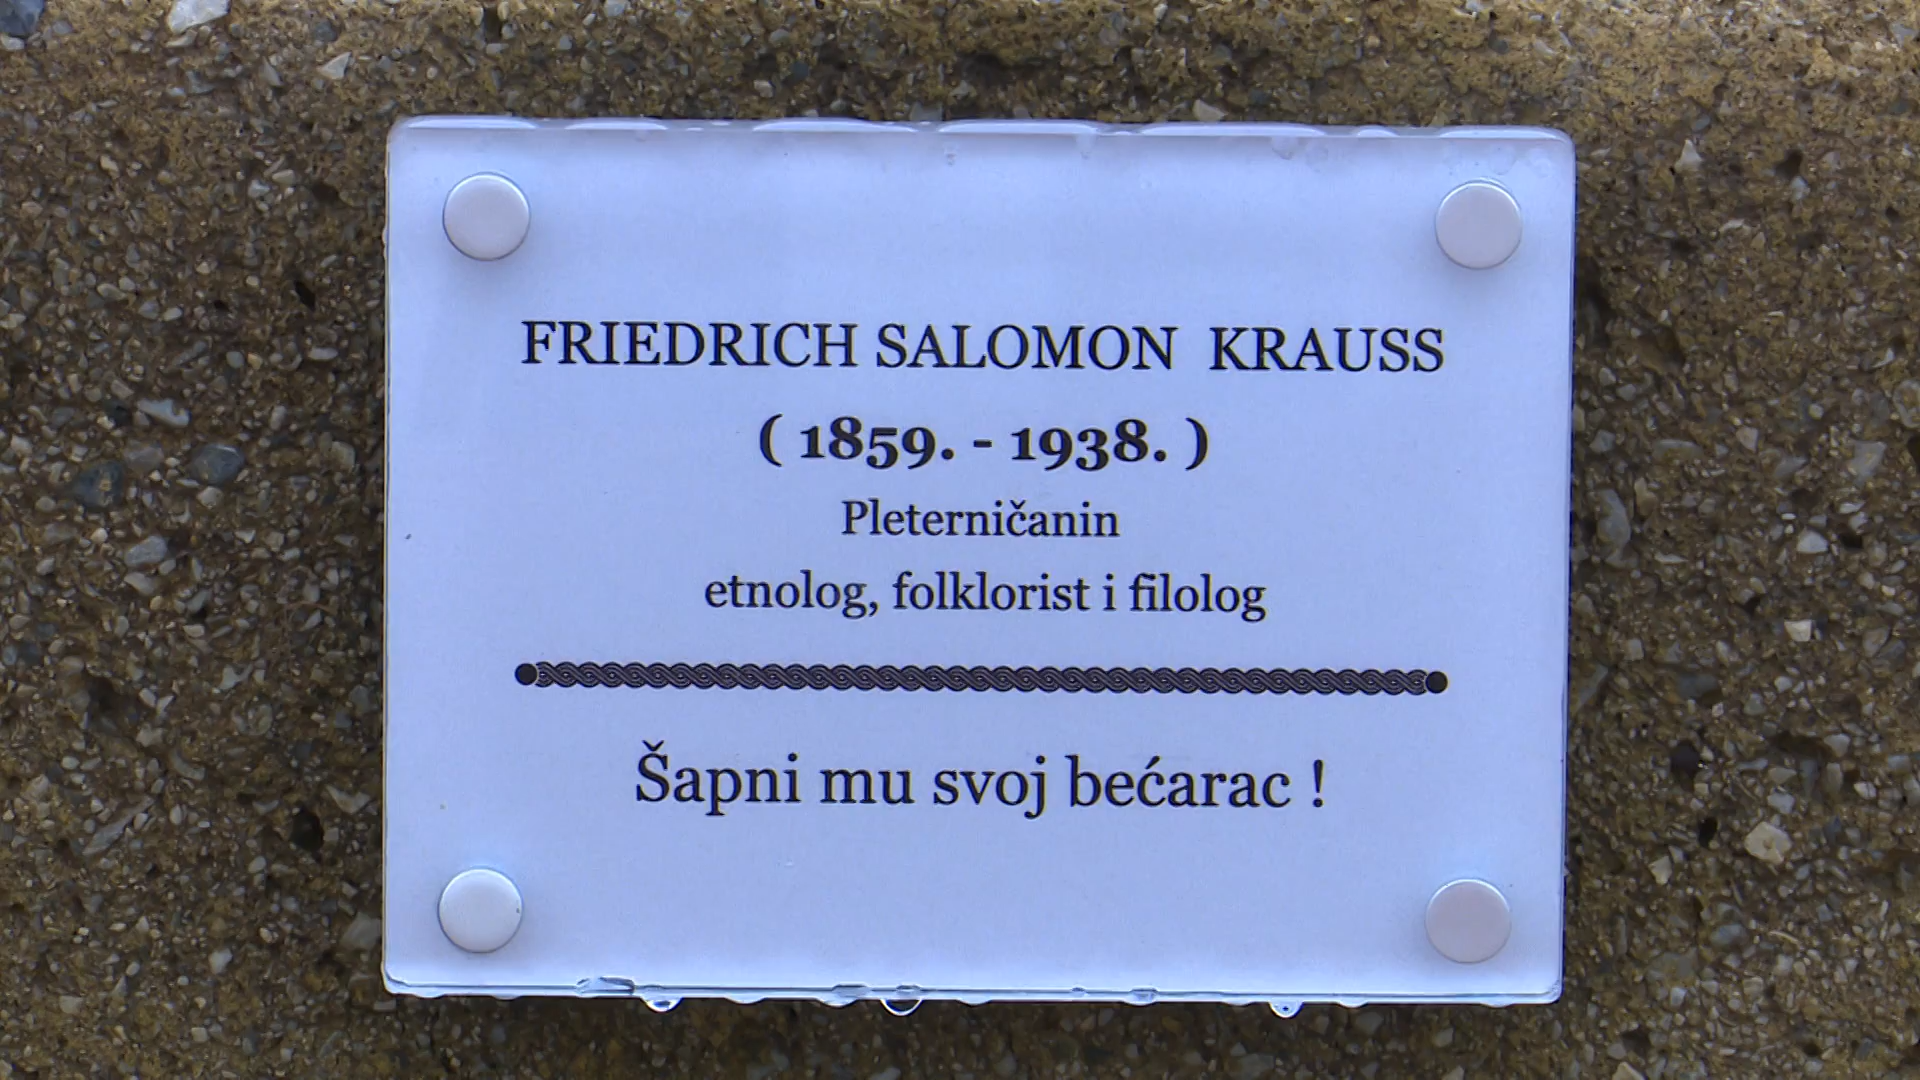 FRIEDRICH SALOMON KRAUSS
( 1859. - 1938. )
Pleterničanin
etnolog, folklorist i filolog
Šapni mu svoj bećarac !